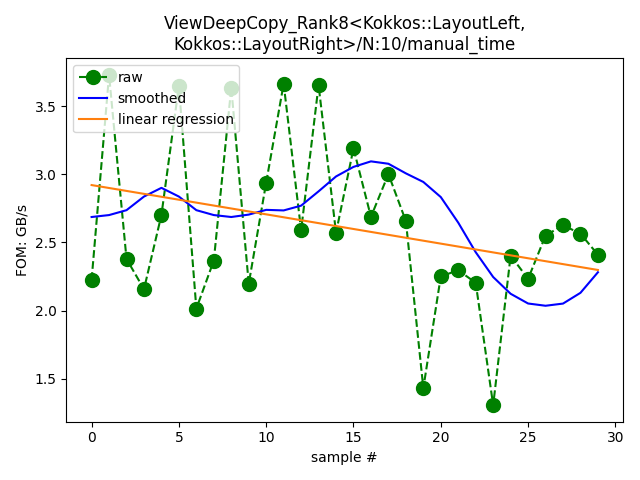 ViewDeepCopy_Rank8<Kokkos::LayoutLeft,
Kokkos::LayoutRight>/N:10/manual_time
raw
smoothed
linear regression
FOM: GB/s
3.5
3.0
2.5
2.0
1.5
0 5 10 15 20 25 30
sample #